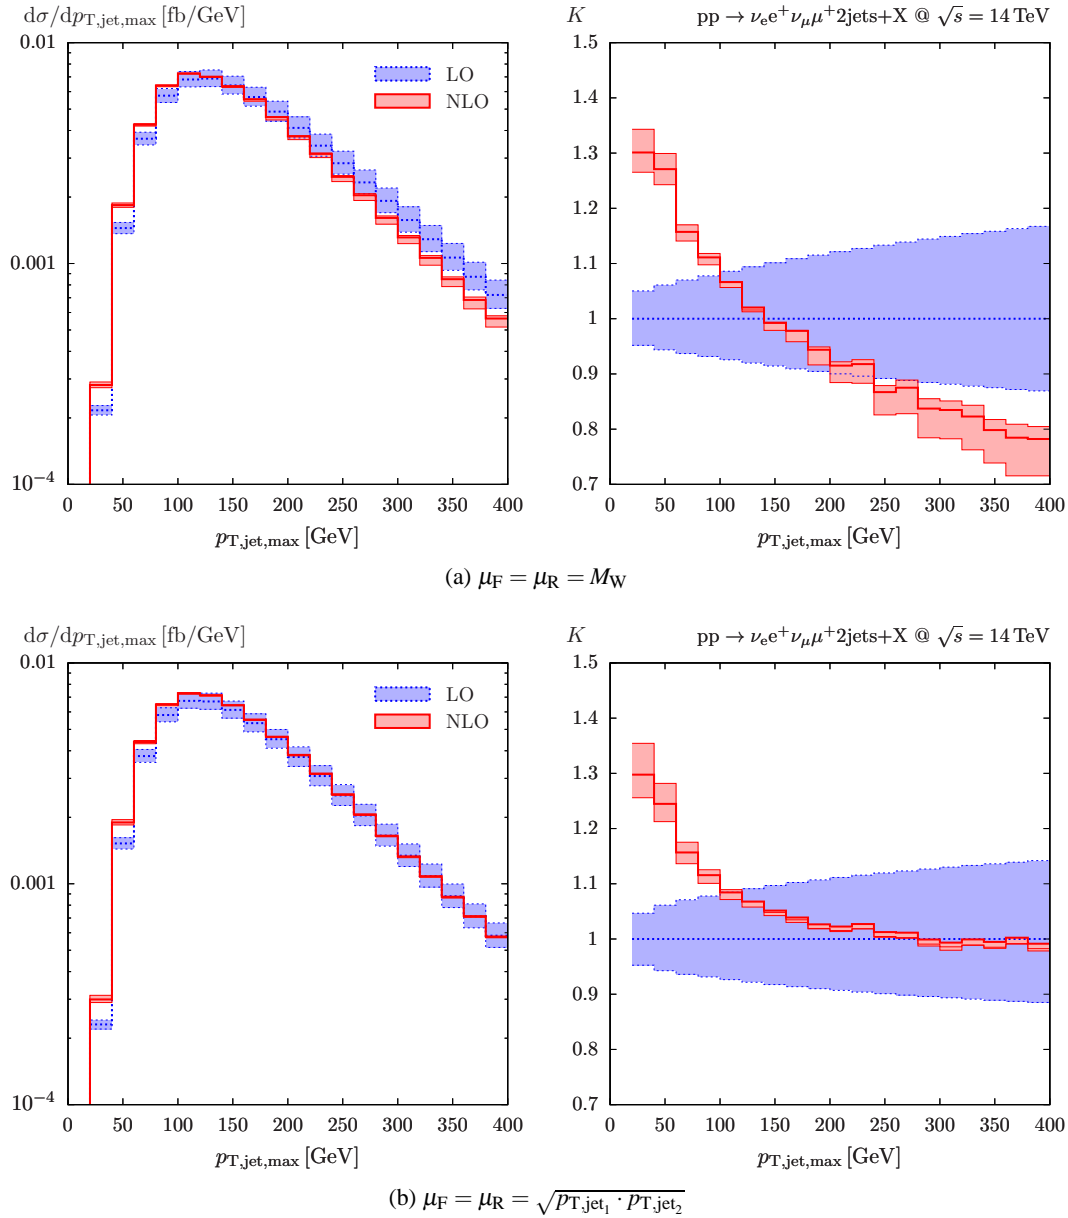 dσ/dp_T,jet,max [fb/GeV]
K
pp → ν_e e⁺ ν_μ μ⁺ 2jets+X @ √s = 14 TeV
0.01
0.001
10⁻⁴
LO
NLO
0 50 100 150 200 250 300 350 400
p_T,jet,max [GeV]
1.5
1.4
1.3
1.2
1.1
1
0.9
0.8
0.7
0 50 100 150 200 250 300 350 400
p_T,jet,max [GeV]
(a) μ_F = μ_R = M_W
dσ/dp_T,jet,max [fb/GeV]
K
pp → ν_e e⁺ ν_μ μ⁺ 2jets+X @ √s = 14 TeV
0.01
0.001
10⁻⁴
LO
NLO
0 50 100 150 200 250 300 350 400
p_T,jet,max [GeV]
1.5
1.4
1.3
1.2
1.1
1
0.9
0.8
0.7
0 50 100 150 200 250 300 350 400
p_T,jet,max [GeV]
(b) μ_F = μ_R = √(p_T,jet₁ · p_T,jet₂)